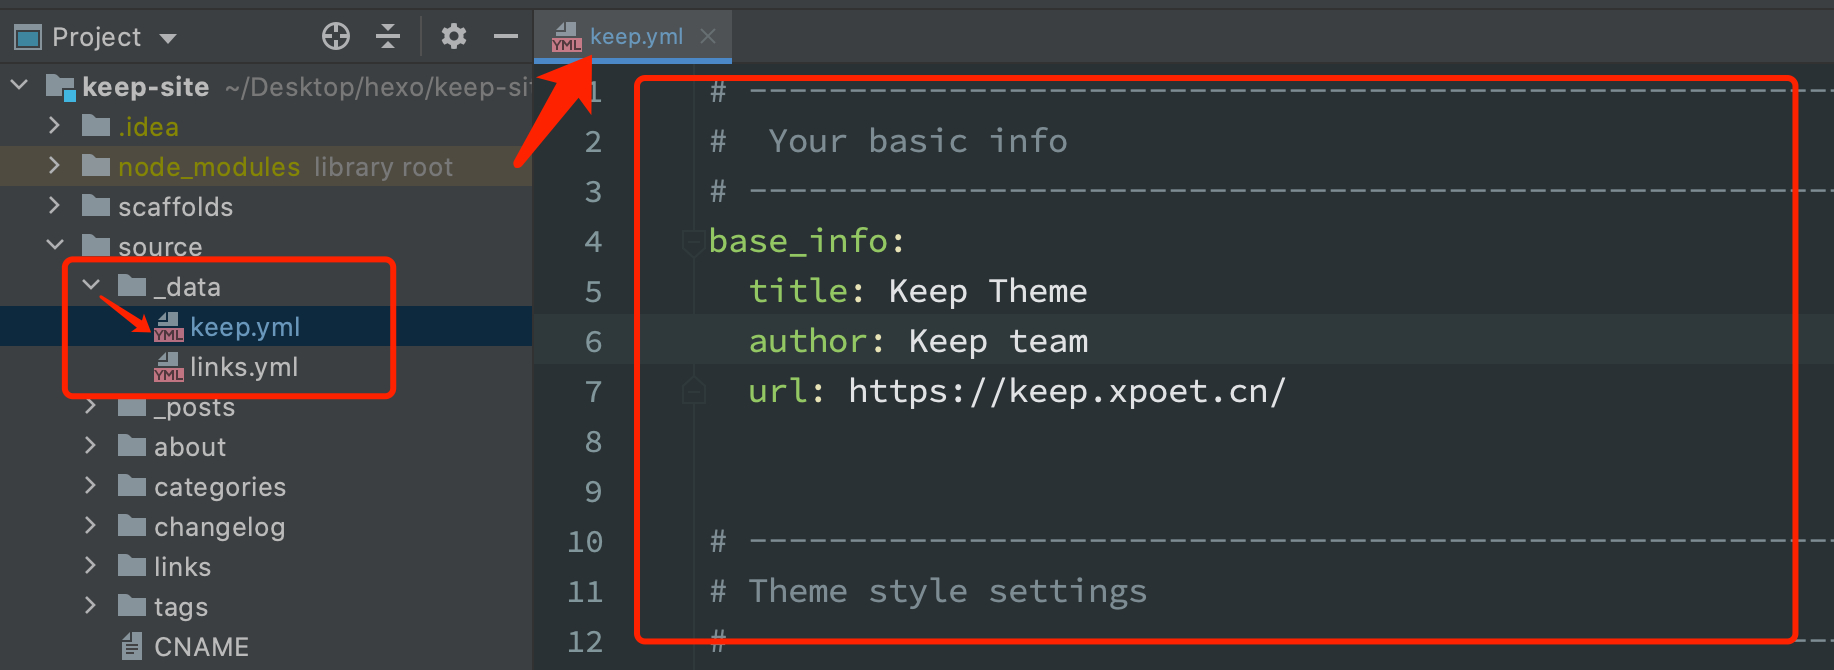 Project
keep-site ~/Desktop/hexo/keep-si
.idea
node_modules library root
scaffolds
source
_data
YML keep.yml
YML links.yml
_posts
about
categories
changelog
links
tags
CNAME
YML keep.yml
1 # ------------------------------------------------------
2 #  Your basic info
3 # ------------------------------------------------------
4 base_info:
5   title: Keep Theme
6   author: Keep team
7   url: https://keep.xpoet.cn/
8
9
10 # ------------------------------------------------------
11 # Theme style settings
12 #